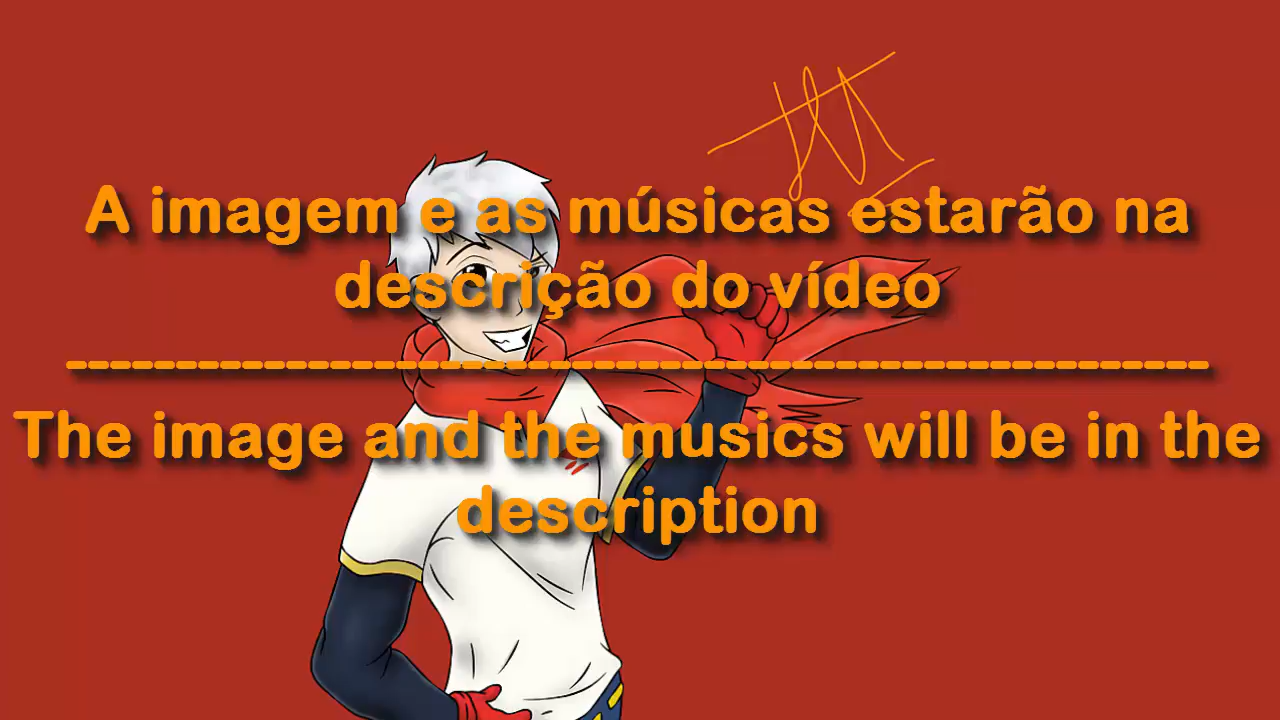 A imagem e as músicas estarão na
descrição do vídeo
----------------------------------------------------
The image and the musics will be in the
description